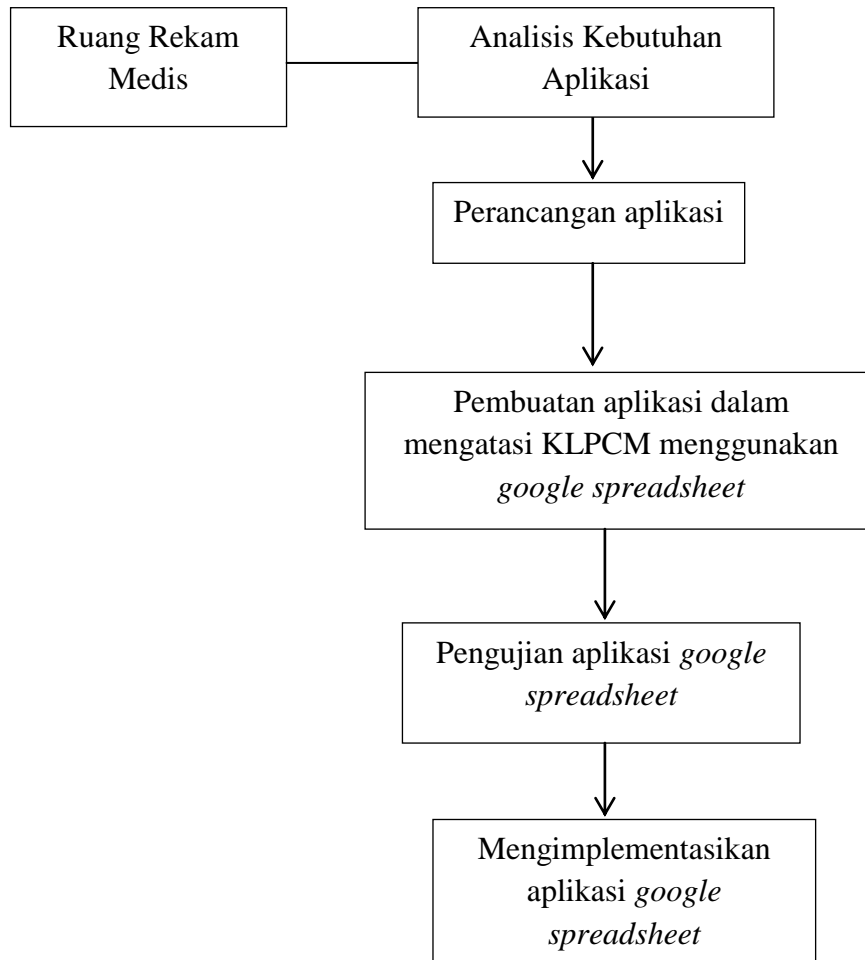 Ruang Rekam
Medis
Analisis Kebutuhan
Aplikasi
Perancangan aplikasi
Pembuatan aplikasi dalam
mengatasi KLPCM menggunakan
google spreadsheet
Pengujian aplikasi google
spreadsheet
Mengimplementasikan
aplikasi google
spreadsheet